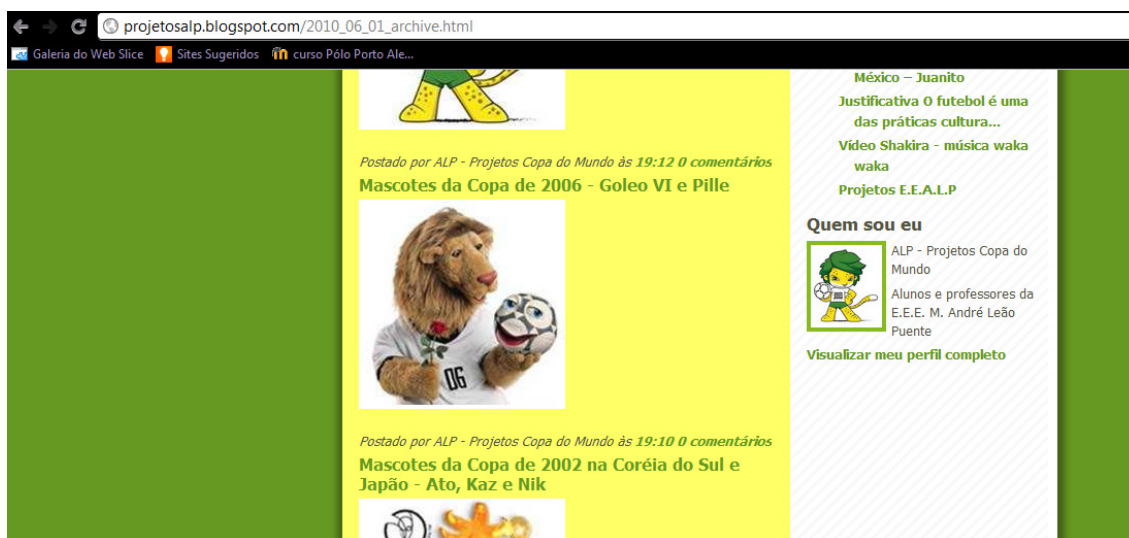 projetosalp.blogspot.com/2010_06_01_archive.html
Galeria do Web Slice Sites Sugeridos curso Pólo Porto Ale...
Postado por ALP - Projetos Copa do Mundo às 19:12 0 comentários
Mascotes da Copa de 2006 - Goleo VI e Pille
06
Postado por ALP - Projetos Copa do Mundo às 19:10 0 comentários
Mascotes da Copa de 2002 na Coréia do Sul e
Japão - Ato, Kaz e Nik
México – Juanito
Justificativa O futebol é uma
das práticas cultura...
Vídeo Shakira - música waka
waka
Projetos E.E.A.L.P
Quem sou eu
ALP - Projetos Copa do
Mundo
Alunos e professores da
E.E.E. M. André Leão
Puente
Visualizar meu perfil completo